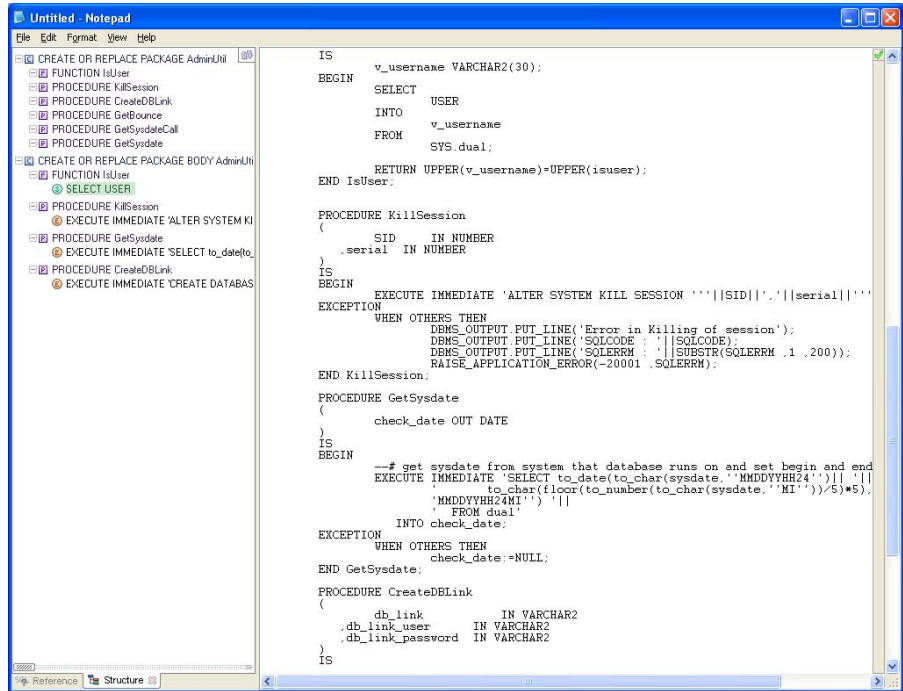 Untitled - Notepad
File Edit Format View Help
CREATE OR REPLACE PACKAGE AdminUtil
FUNCTION IsUser
PROCEDURE KillSession
PROCEDURE CreateDBLink
PROCEDURE GetBounce
PROCEDURE GetSysdateCall
PROCEDURE GetSysdate
CREATE OR REPLACE PACKAGE BODY AdminUti
FUNCTION IsUser
SELECT USER
PROCEDURE KillSession
EXECUTE IMMEDIATE 'ALTER SYSTEM KI
PROCEDURE GetSysdate
EXECUTE IMMEDIATE 'SELECT to_date(to_
PROCEDURE CreateDBLink
EXECUTE IMMEDIATE 'CREATE DATABAS
Reference Structure
IS
v_username VARCHAR2(30);
BEGIN
SELECT
USER
INTO
v_username
FROM
SYS.dual;
RETURN UPPER(v_username)=UPPER(isuser);
END IsUser;
PROCEDURE KillSession
(
SID IN NUMBER
,serial IN NUMBER
)
IS
BEGIN
EXECUTE IMMEDIATE 'ALTER SYSTEM KILL SESSION '''||SID||','||serial||'''
EXCEPTION
WHEN OTHERS THEN
DBMS_OUTPUT.PUT_LINE('Error in Killing of session');
DBMS_OUTPUT.PUT_LINE('SQLCODE : '||SQLCODE);
DBMS_OUTPUT.PUT_LINE('SQLERRM : '||SUBSTR(SQLERRM ,1 ,200));
RAISE_APPLICATION_ERROR(-20001 ,SQLERRM);
END KillSession;
PROCEDURE GetSysdate
(
check_date OUT DATE
)
IS
BEGIN
--# get sysdate from system that database runs on and set begin and end
EXECUTE IMMEDIATE 'SELECT to_date(to_char(sysdate,''MMDDYYHH24'')|| '||
' to_char(floor(to_number(to_char(sysdate,''MI''))/5)*5),
'MMDDYYHH24MI'') '||
' FROM dual'
INTO check_date;
EXCEPTION
WHEN OTHERS THEN
check_date:=NULL;
END GetSysdate;
PROCEDURE CreateDBLink
(
db_link IN VARCHAR2
,db_link_user IN VARCHAR2
,db_link_password IN VARCHAR2
)
IS